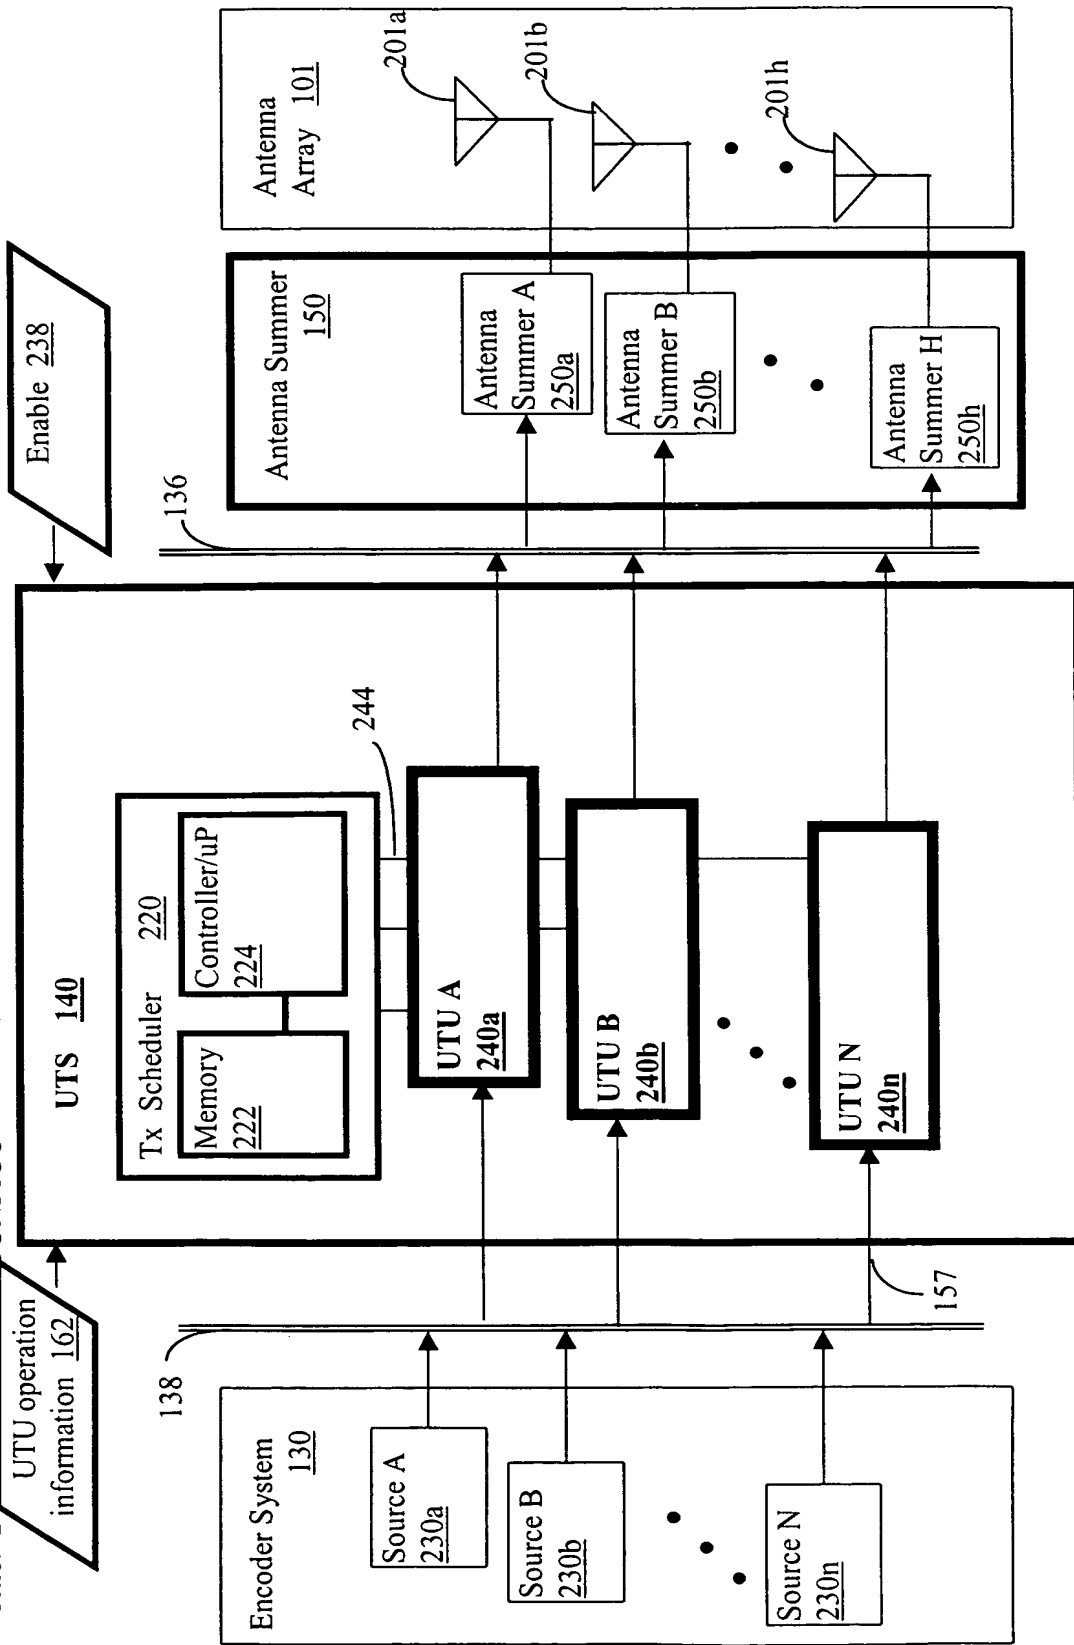 UTU operation
information 162
Enable 238
138
136
Encoder System
130
Source A
230a
Source B
230b
Source N
230n
157
UTS 140
Tx Scheduler 220
Memory
222
Controller/uP
224
244
UTU A
240a
UTU B
240b
UTU N
240n
Antenna Summer
150
Antenna
Summer A
250a
Antenna
Summer B
250b
Antenna
Summer H
250h
Antenna
Array 101
201a
201b
201h